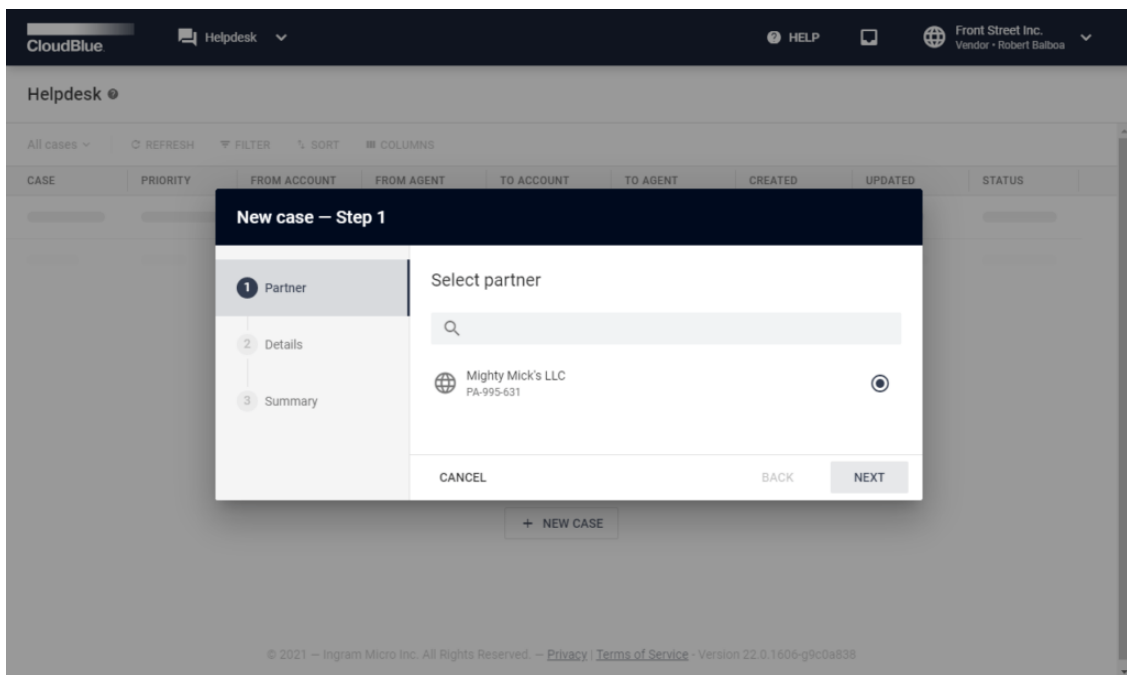 CloudBlue.
Helpdesk
HELP
Front Street Inc.
Vendor • Robert Balboa
Helpdesk
All cases
REFRESH
FILTER
SORT
COLUMNS
CASE PRIORITY FROM ACCOUNT FROM AGENT TO ACCOUNT TO AGENT CREATED UPDATED STATUS
New case — Step 1
1 Partner
2 Details
3 Summary
Select partner
Mighty Mick's LLC
PA-995-631
CANCEL
BACK
NEXT
+ NEW CASE
© 2021 — Ingram Micro Inc. All Rights Reserved. — Privacy | Terms of Service - Version 22.0.1606-g9c0a838